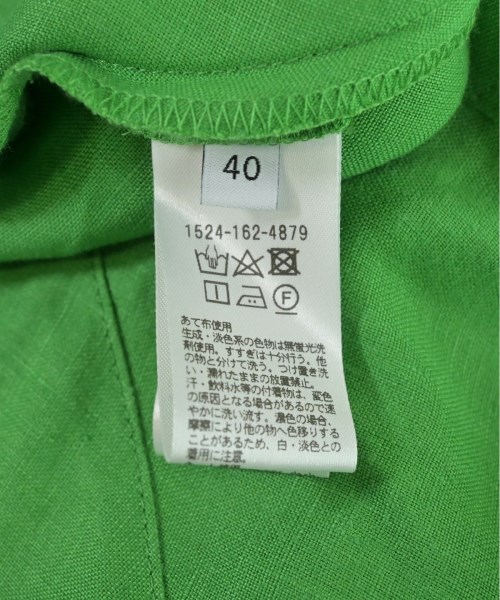 40
1524-162-4879
F
あて布使用
生成・淡色系の色物は無蛍光洗
剤使用。すすぎは十分行う。他
の物と分けて洗う。つけ置き洗
い・濡れたままの放置禁止。
汗・飲料水等の付着物は、変色
の原因となる場合があるので速
やかに洗い流す。濃色の場合、
摩擦により他の物へ色移りする
ことがあるため、白・淡色との
着用に注意。